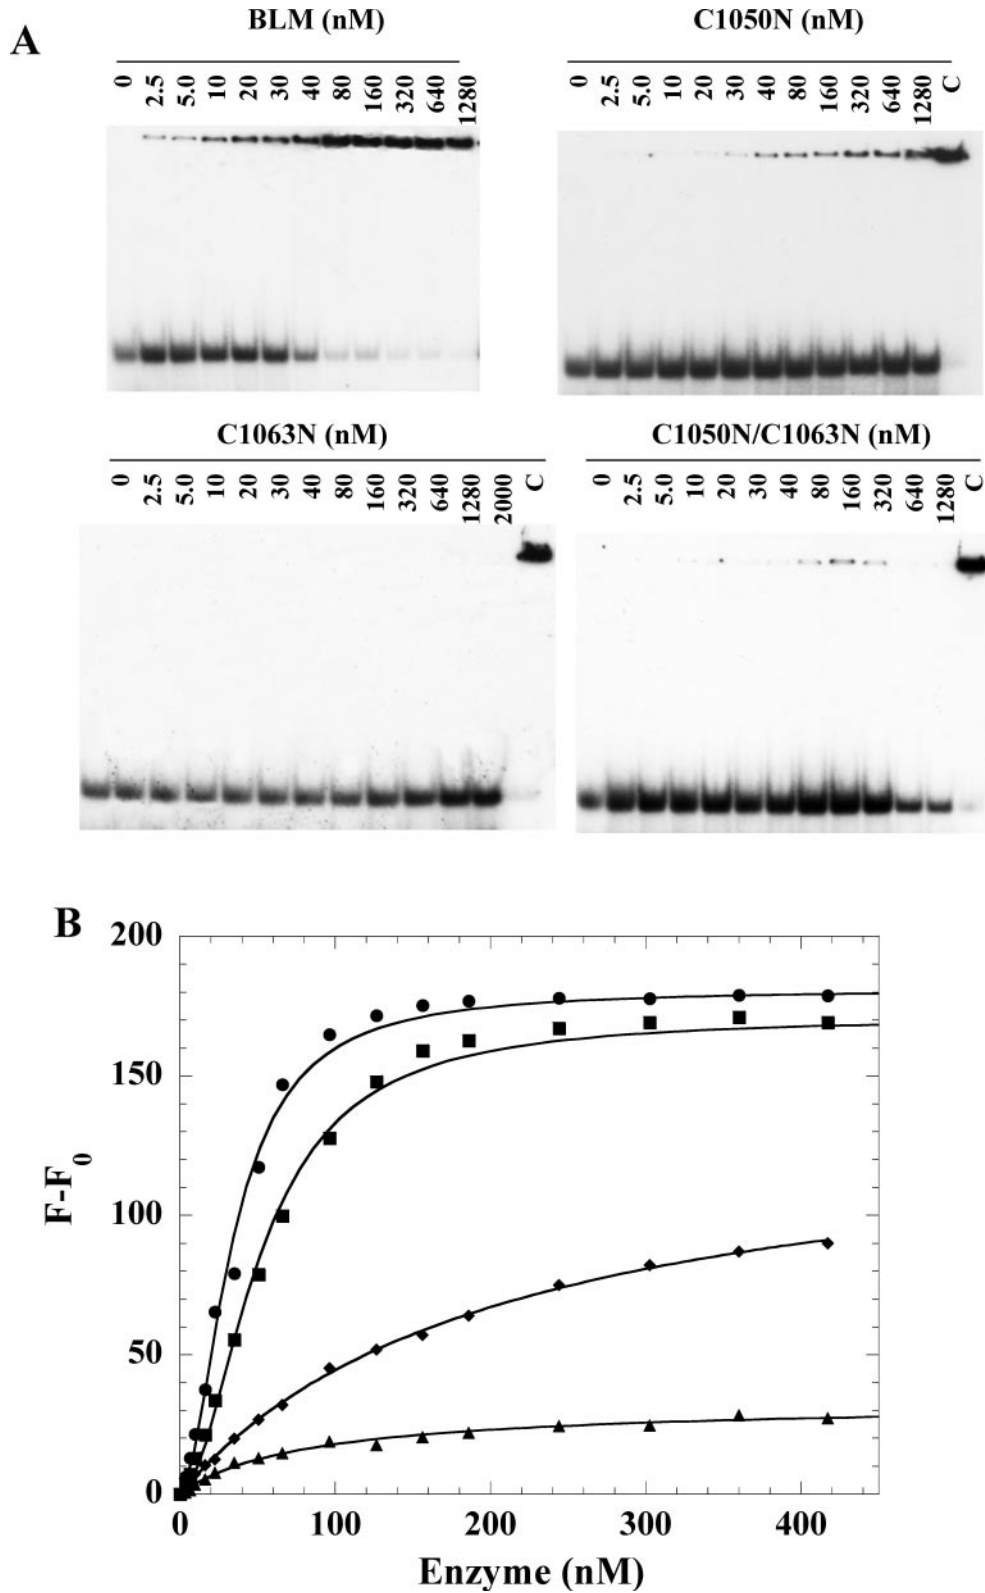 A
BLM (nM)
0 2.5 5.0 10 20 30 40 80 160 320 640 1280
C1050N (nM)
0 2.5 5.0 10 20 30 40 80 160 320 640 1280 C
C1063N (nM)
0 2.5 5.0 10 20 30 40 80 160 320 640 1280 2000 C
C1050N/C1063N (nM)
0 2.5 5.0 10 20 30 40 80 160 320 640 1280 C
B
200
150
100
50
0
F-F0
0 100 200 300 400
Enzyme (nM)